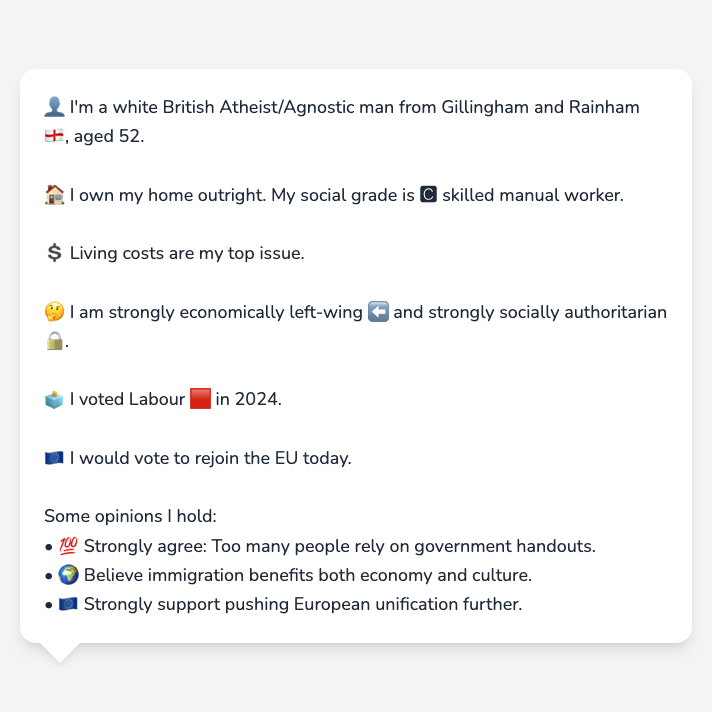 👤 I'm a white British Atheist/Agnostic man from Gillingham and Rainham
🏴󠁧󠁢󠁥󠁮󠁧󠁿, aged 52.
🏠 I own my home outright. My social grade is 🅲 skilled manual worker.
💲 Living costs are my top issue.
🤔 I am strongly economically left-wing ⬅️ and strongly socially authoritarian
🔒.
🗳️ I voted Labour 🟥 in 2024.
🇪🇺 I would vote to rejoin the EU today.
Some opinions I hold:
• 💯 Strongly agree: Too many people rely on government handouts.
• 🌍 Believe immigration benefits both economy and culture.
• 🇪🇺 Strongly support pushing European unification further.